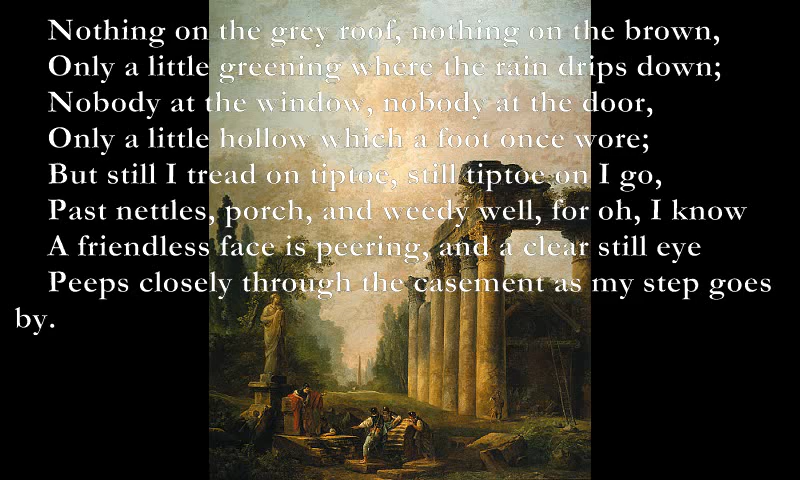 Nothing on the grey roof, nothing on the brown,
Only a little greening where the rain drips down;
Nobody at the window, nobody at the door,
Only a little hollow which a foot once wore;
But still I tread on tiptoe, still tiptoe on I go,
Past nettles, porch, and weedy well, for oh, I know
A friendless face is peering, and a clear still eye
Peeps closely through the casement as my step goes
by.